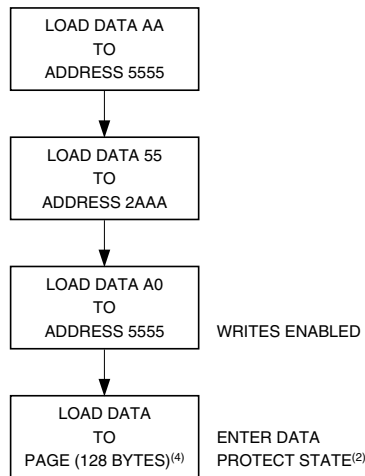 LOAD DATA AA
TO
ADDRESS 5555
LOAD DATA 55
TO
ADDRESS 2AAA
LOAD DATA A0
TO
ADDRESS 5555
WRITES ENABLED
LOAD DATA
TO
PAGE (128 BYTES)(4)
ENTER DATA
PROTECT STATE(2)